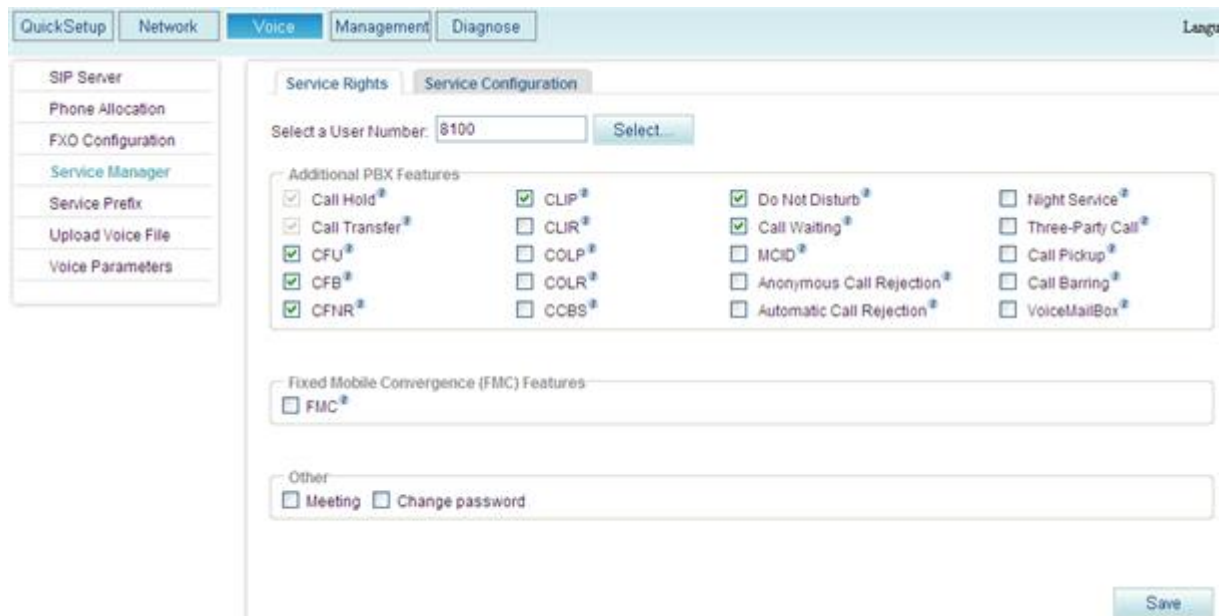 QuickSetup Network Voice Management Diagnose
SIP Server
Phone Allocation
FXO Configuration
Service Manager
Service Prefix
Upload Voice File
Voice Parameters
Service Rights Service Configuration
Select a User Number: 8100 Select...
Additional PBX Features
Call Hold CLIP Do Not Disturb Night Service
Call Transfer CLIR Call Waiting Three-Party Call
CFU COLP MCID Call Pickup
CFB COLR Anonymous Call Rejection Call Barring
CFNR CCBS Automatic Call Rejection VoiceMailBox
Fixed Mobile Convergence (FMC) Features
FMC
Other
Meeting Change password
Save